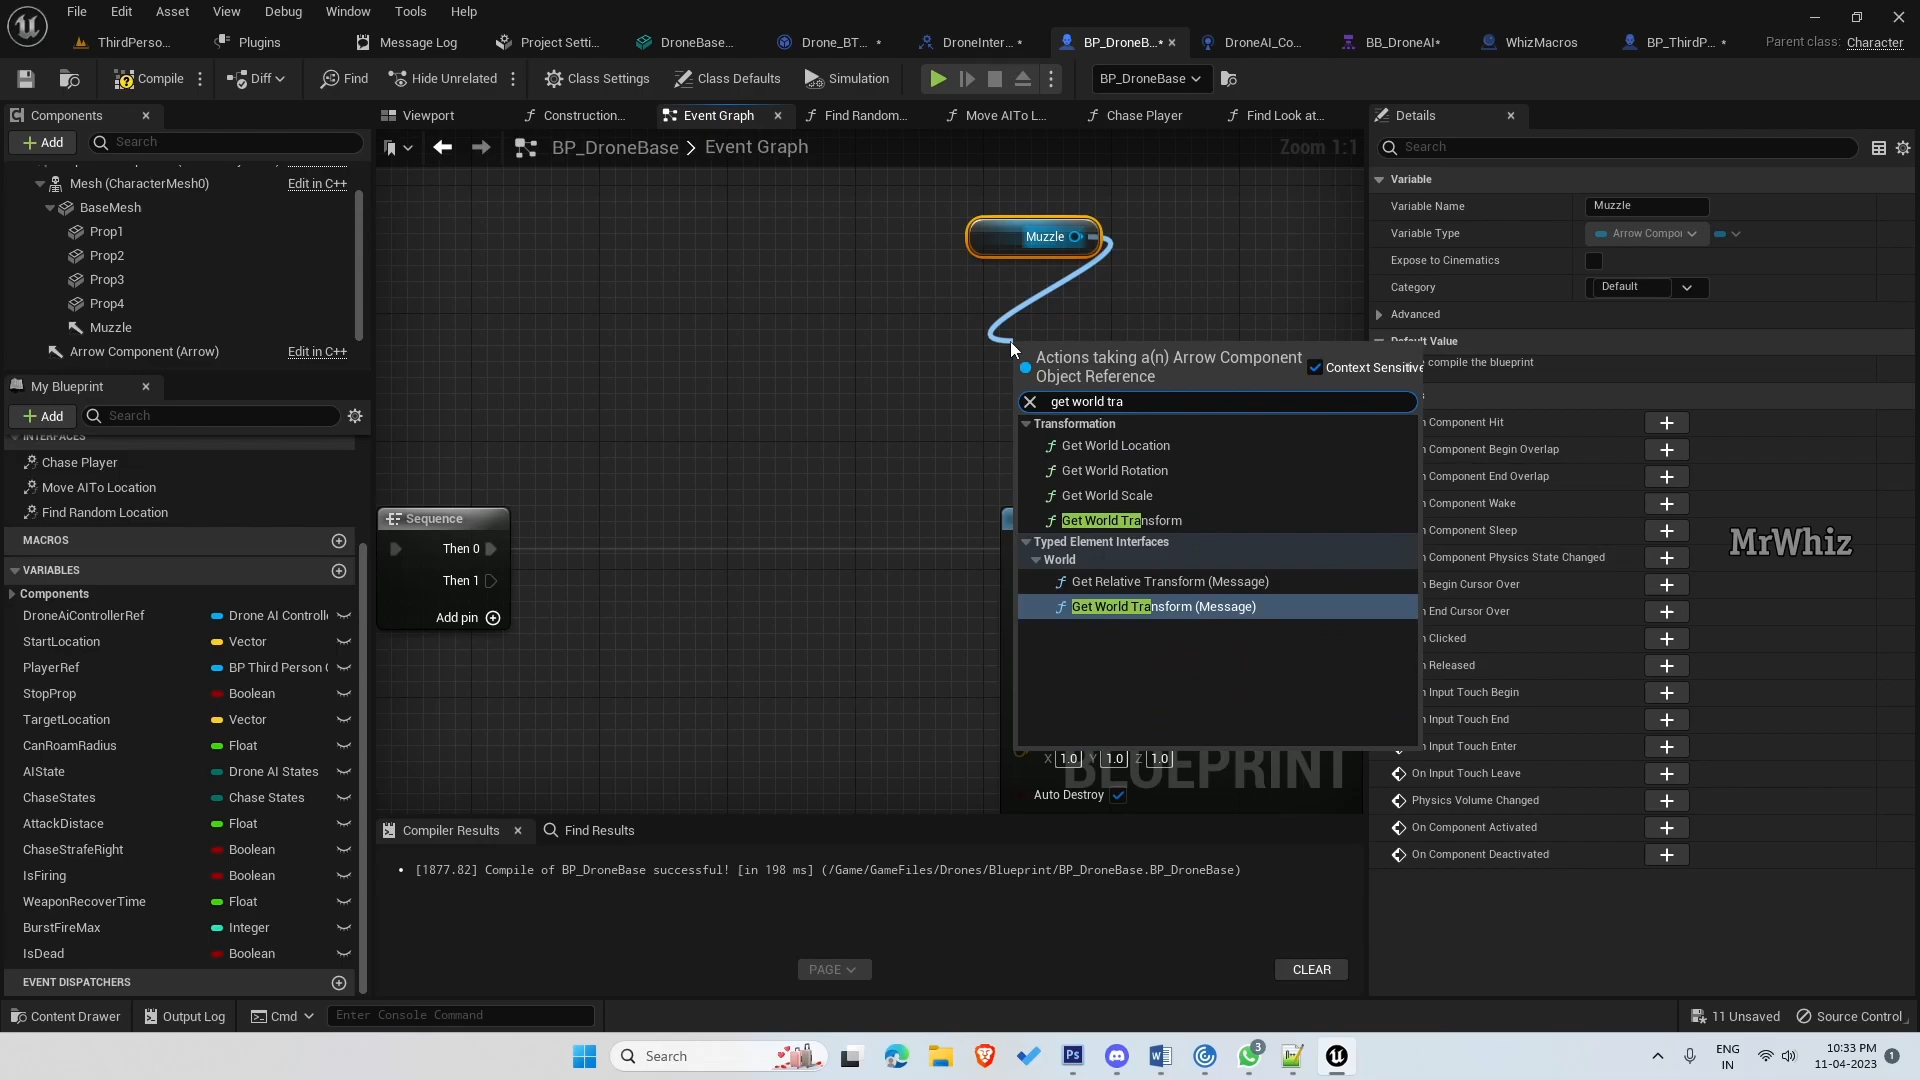 File Edit Asset View Debug Window Tools Help
ThirdPerso... Plugins Message Log Project Setti... DroneBase... Drone_BT... * DroneInter... * BP_DroneB...* DroneAI_Co... BB_DroneAI* WhizMacros BP_ThirdP... * Parent class: Character
Compile Diff Find Hide Unrelated Class Settings Class Defaults Simulation BP_DroneBase
Components Viewport Construction... Event Graph Find Random... Move AITo L... Chase Player Find Look at... Details
Add Search BP_DroneBase > Event Graph Zoom 1:1 Search
Mesh (CharacterMesh0) Edit in C++
BaseMesh
Prop1
Prop2
Prop3
Prop4
Muzzle
Arrow Component (Arrow) Edit in C++
My Blueprint
Add Search
INTERFACES
Chase Player
Move AITo Location
Find Random Location
MACROS
VARIABLES
Components
DroneAiControllerRef Drone AI Controll
StartLocation Vector
PlayerRef BP Third Person
StopProp Boolean
TargetLocation Vector
CanRoamRadius Float
AIState Drone AI States
ChaseStates Chase States
AttackDistace Float
ChaseStrafeRight Boolean
IsFiring Boolean
WeaponRecoverTime Float
BurstFireMax Integer
IsDead Boolean
EVENT DISPATCHERS
Muzzle
Sequence
Then 0
Then 1
Add pin
Actions taking a(n) Arrow Component
Object Reference
Context Sensitive
get world tra
Transformation
Get World Location
Get World Rotation
Get World Scale
Get World Transform
Typed Element Interfaces
World
Get Relative Transform (Message)
Get World Transform (Message)
X 1.0 Y 1.0 Z 1.0
Auto Destroy
BLUEPRINT
Variable
Variable Name Muzzle
Variable Type Arrow Compo
Expose to Cinematics
Category Default
Advanced
Default Value
compile the blueprint
n Component Hit
n Component Begin Overlap
n Component End Overlap
n Component Wake
n Component Sleep
n Component Physics State Changed
n Begin Cursor Over
n End Cursor Over
n Clicked
n Released
n Input Touch Begin
n Input Touch End
n Input Touch Enter
On Input Touch Leave
Physics Volume Changed
On Component Activated
On Component Deactivated
MrWhiz
Compiler Results Find Results
[1877.82] Compile of BP_DroneBase successful! [in 198 ms] (/Game/GameFiles/Drones/Blueprint/BP_DroneBase.BP_DroneBase)
PAGE CLEAR
Content Drawer Output Log Cmd Enter Console Command 11 Unsaved Source Control
Search 3 ENG IN 10:33 PM 11-04-2023 1